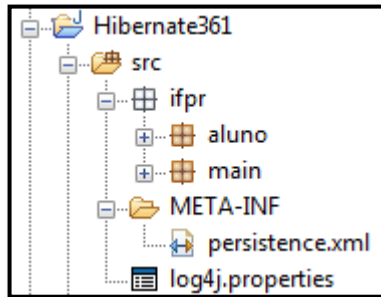 Hibernate361
src
ifpr
aluno
main
META-INF
persistence.xml
log4j.properties